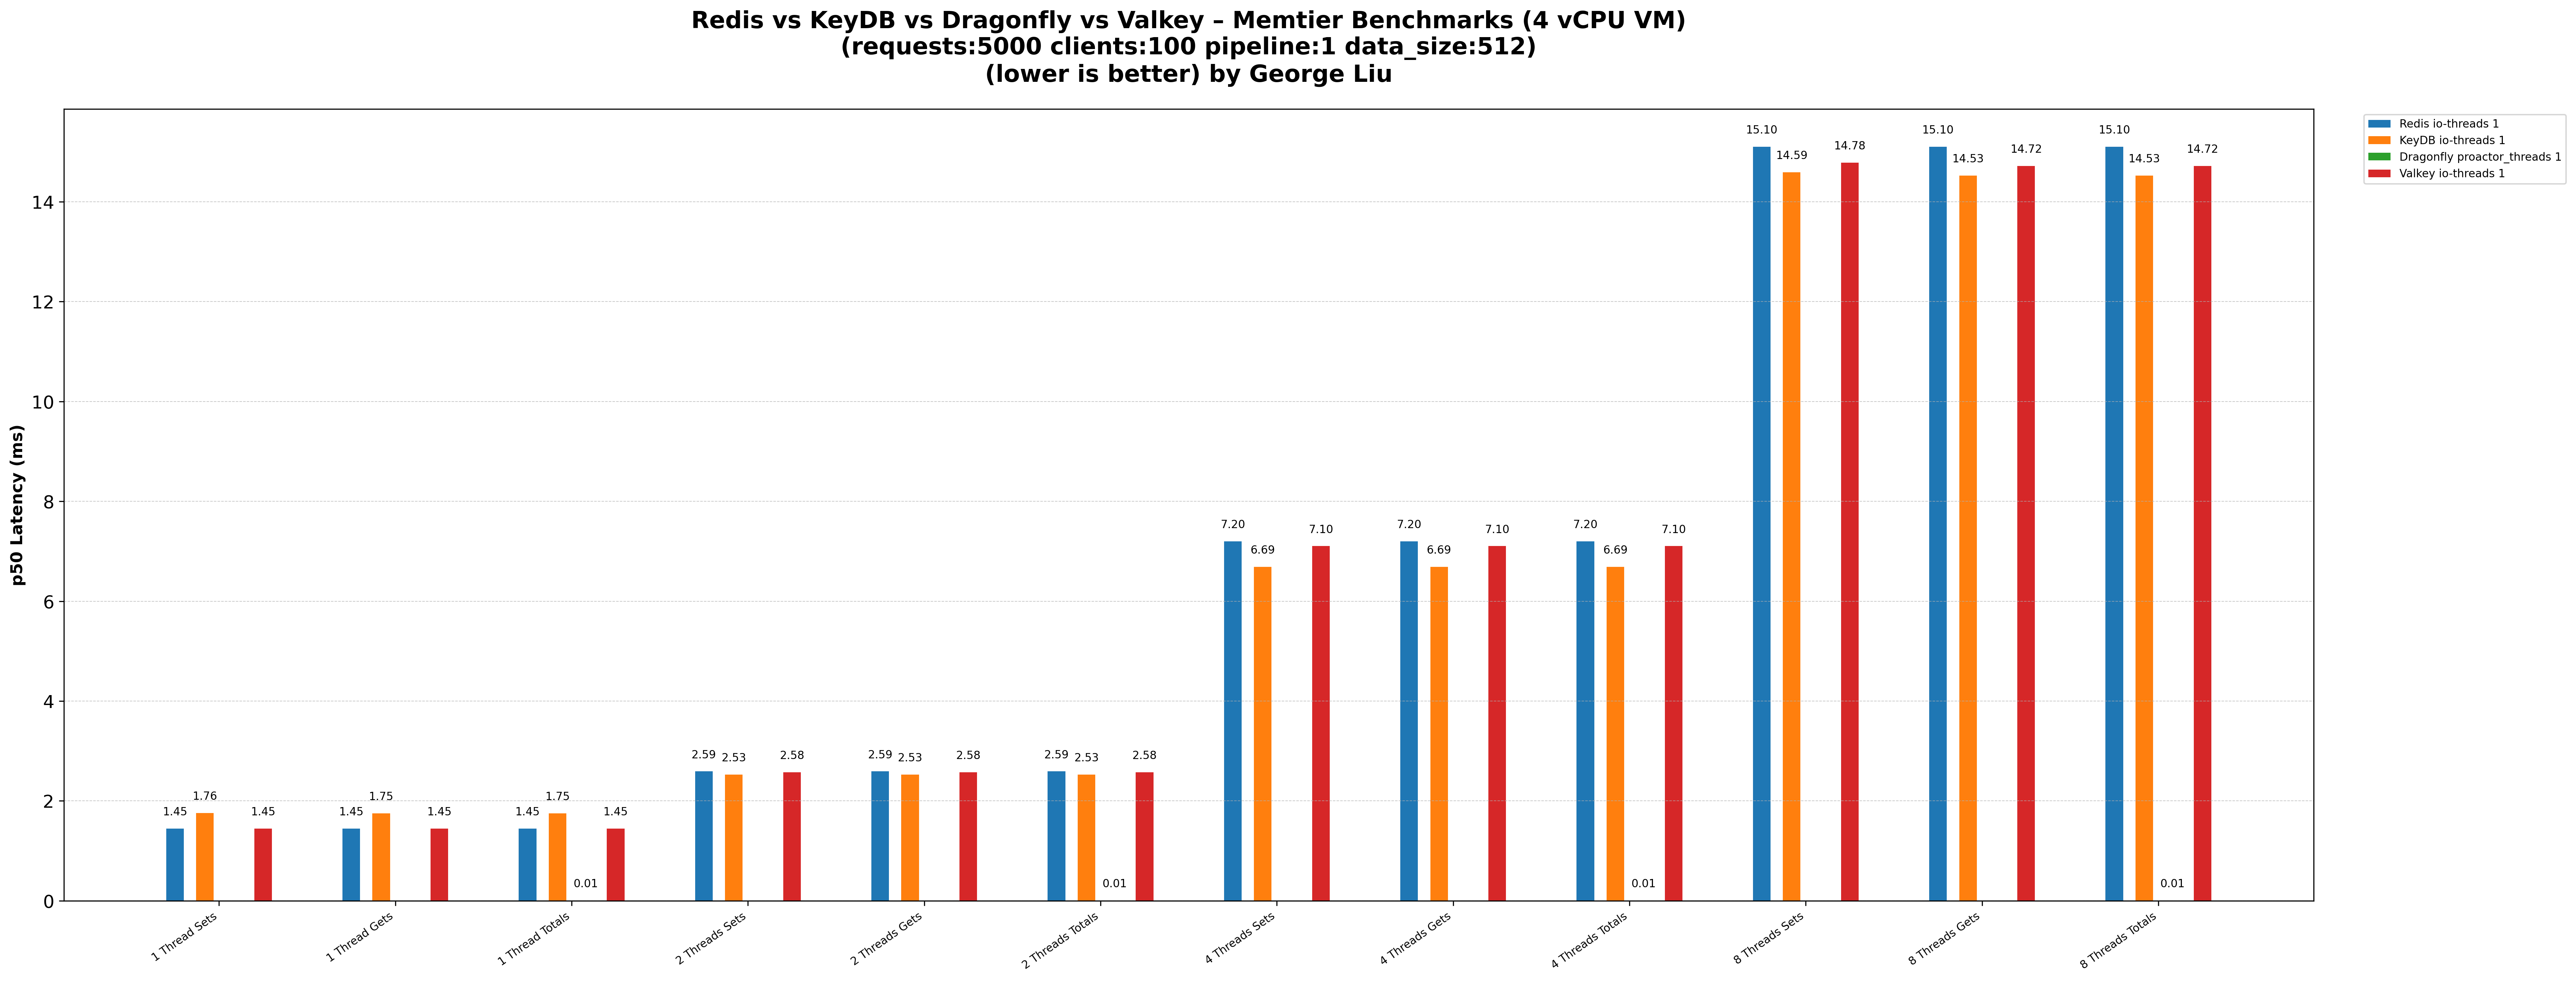 Redis vs KeyDB vs Dragonfly vs Valkey – Memtier Benchmarks (4 vCPU VM)
(requests:5000 clients:100 pipeline:1 data_size:512)
(lower is better) by George Liu
Redis io-threads 1
KeyDB io-threads 1
Dragonfly proactor_threads 1
Valkey io-threads 1
p50 Latency (ms)
14
12
10
8
6
4
2
0
1.45 1.76 1.45
1.45 1.75 1.45
1.45 1.75 0.01 1.45
2.59 2.53 2.58
2.59 2.53 2.58
2.59 2.53 0.01 2.58
7.20 6.69 7.10
7.20 6.69 7.10
7.20 6.69 0.01 7.10
15.10 14.59 14.78
15.10 14.53 14.72
15.10 14.53 0.01 14.72
1 Thread Sets
1 Thread Gets
1 Thread Totals
2 Threads Sets
2 Threads Gets
2 Threads Totals
4 Threads Sets
4 Threads Gets
4 Threads Totals
8 Threads Sets
8 Threads Gets
8 Threads Totals